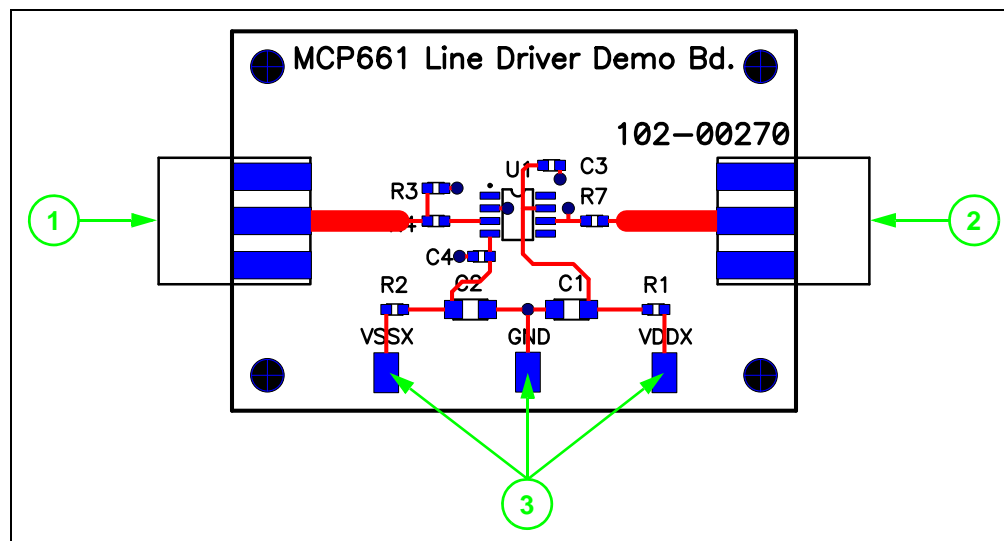 MCP661 Line Driver Demo Bd.
102-00270
U1
C3
R3
R7
1
2
C4
R2
C2
C1
R1
VSSX
GND
VDDX
3